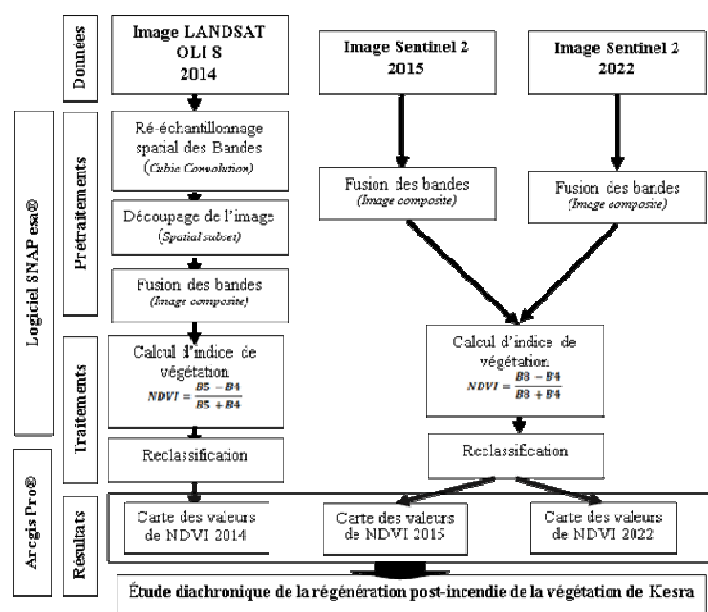 Données
Image LANDSAT
OLI 8
2014
Image Sentinel 2
2015
Image Sentinel 2
2022
Logiciel SNAP esa®
Prétraitements
Ré-échantillonnage
spatial des Bandes
(Cubic Convolution)
Découpage de l'image
(Spatial subset)
Fusion des bandes
(Image composite)
Fusion des bandes
(Image composite)
Fusion des bandes
(Image composite)
Traitements
Calcul d'indice de
végétation
NDVI = B5 - B4
B5 + B4
Calcul d'indice de
végétation
NDVI = B8 - B4
B8 + B4
Reclassification
Reclassification
Arcgis Pro®
Résultats
Carte des valeurs
de NDVI 2014
Carte des valeurs
de NDVI 2015
Carte des valeurs
de NDVI 2022
Étude diachronique de la régénération post-incendie de la végétation de Kesra